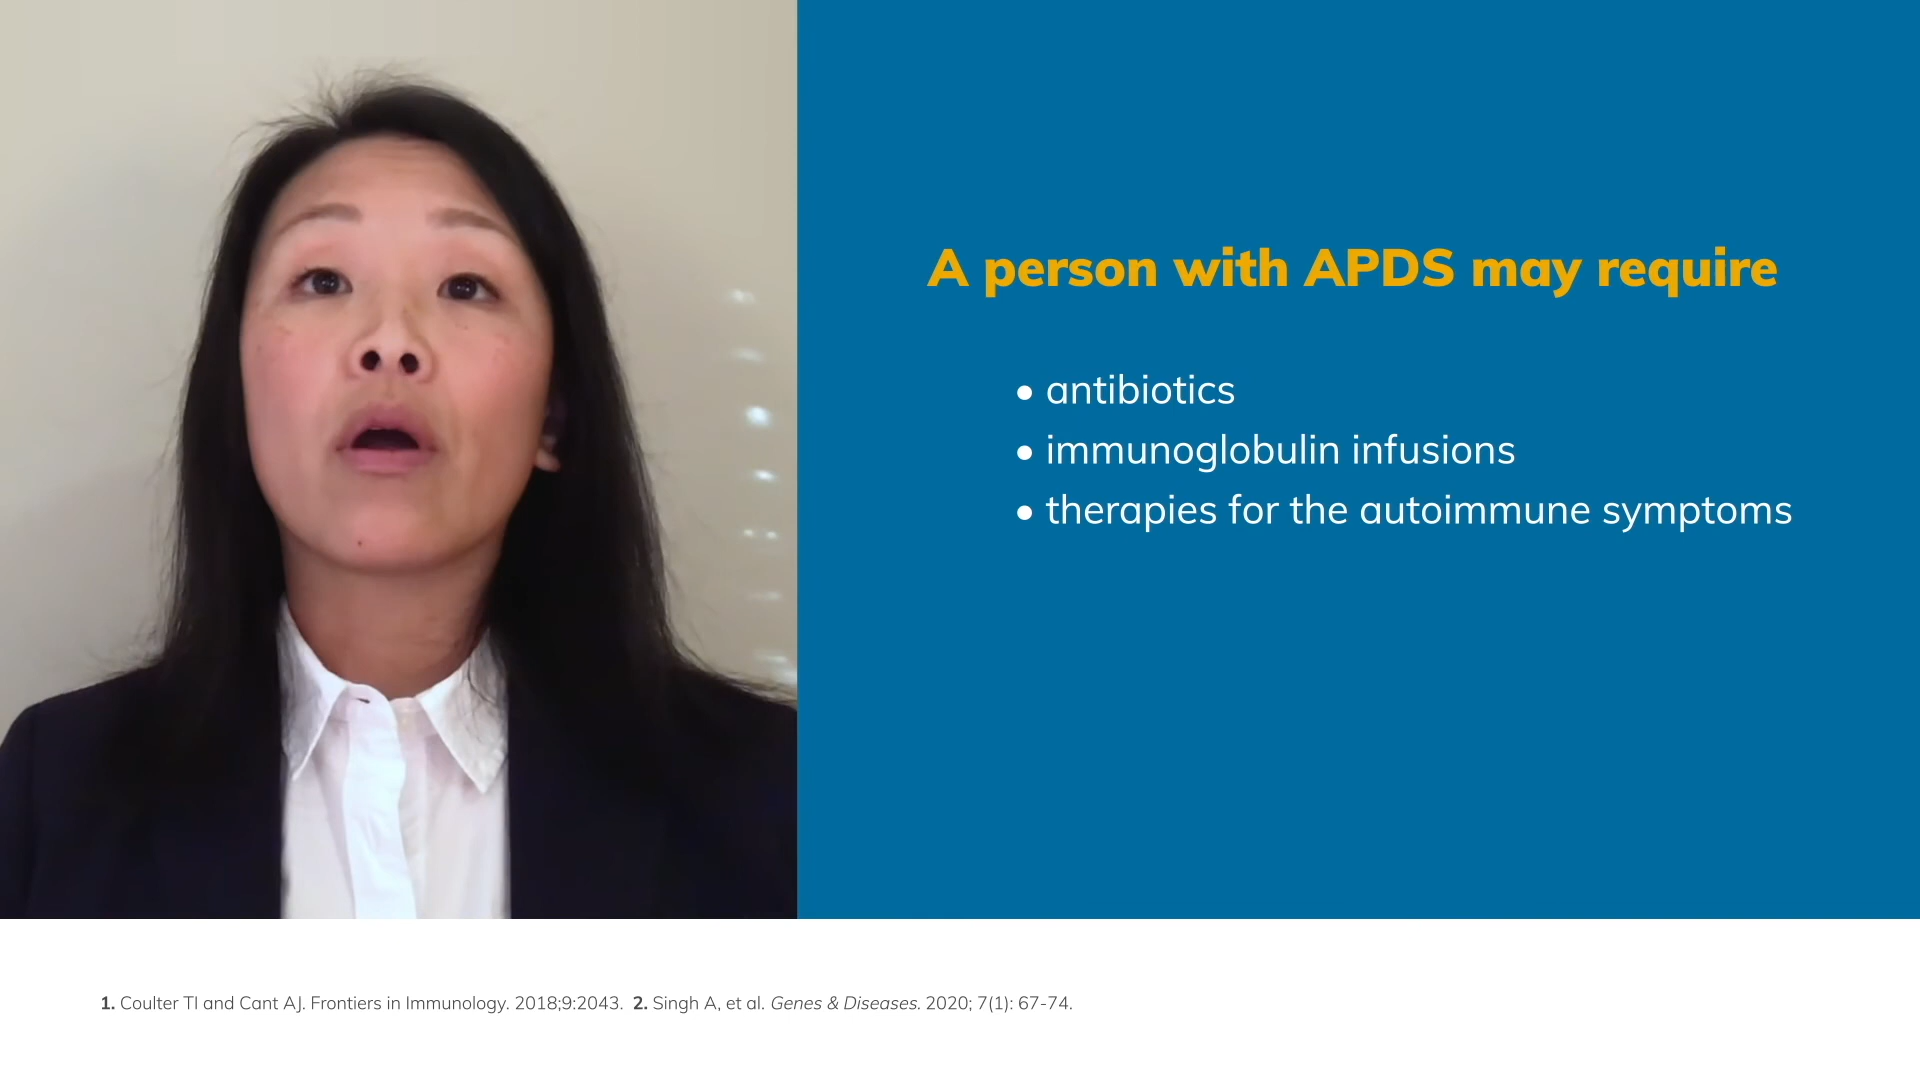 A person with APDS may require
• antibiotics
• immunoglobulin infusions
• therapies for the autoimmune symptoms
1. Coulter TI and Cant AJ. Frontiers in Immunology. 2018;9:2043. 2. Singh A, et al. Genes & Diseases. 2020; 7(1): 67-74.